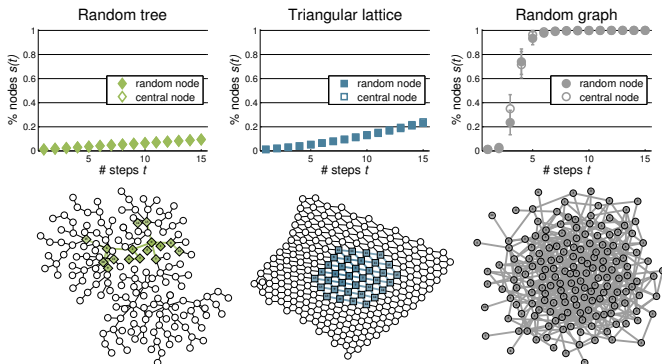 Random tree
Triangular lattice
Random graph
% nodes s(t)
1
0.8
0.6
0.4
0.2
0
random node
central node
5
10
15
# steps t
% nodes s(t)
1
0.8
0.6
0.4
0.2
0
random node
central node
5
10
15
# steps t
% nodes s(t)
1
0.8
0.6
0.4
0.2
0
random node
central node
5
10
15
# steps t